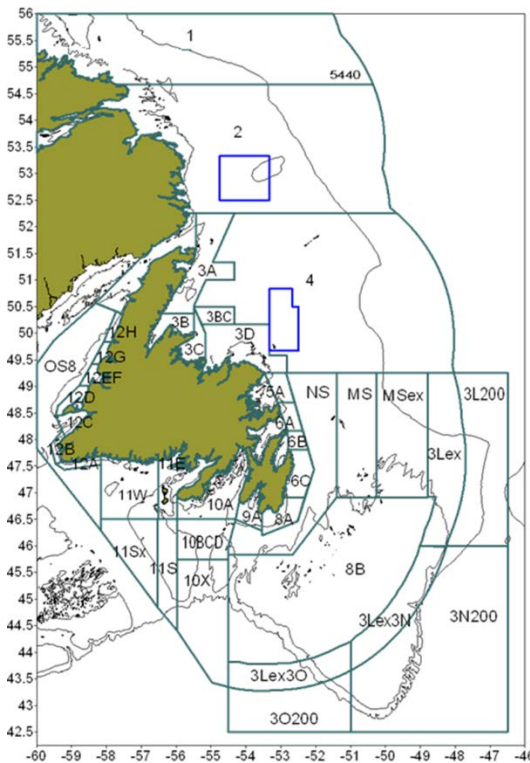 56
55.5
55
54.5
54
53.5
53
52.5
52
51.5
51
50.5
50
49.5
49
48.5
48
47.5
47
46.5
46
45.5
45
44.5
44
43.5
43
42.5
1
5440
2
4
3A
3BC
3B
3D
3C
12H
12G
OS8
12EF
12D
12C
12B
12A
5A
NS
MS
MSex
3L200
6A
6B
3Lex
11E
6C
11W
10A
9A
8A
10BCD
11Sx
11S
10X
8B
3Lex3N
3N200
3Lex3O
3O200
-60 -59 -58 -57 -56 -55 -54 -53 -52 -51 -50 -49 -48 -47 -46